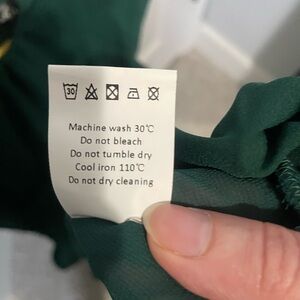 30
Machine wash 30℃
Do not bleach
Do not tumble dry
Cool iron 110℃
Do not dry cleaning